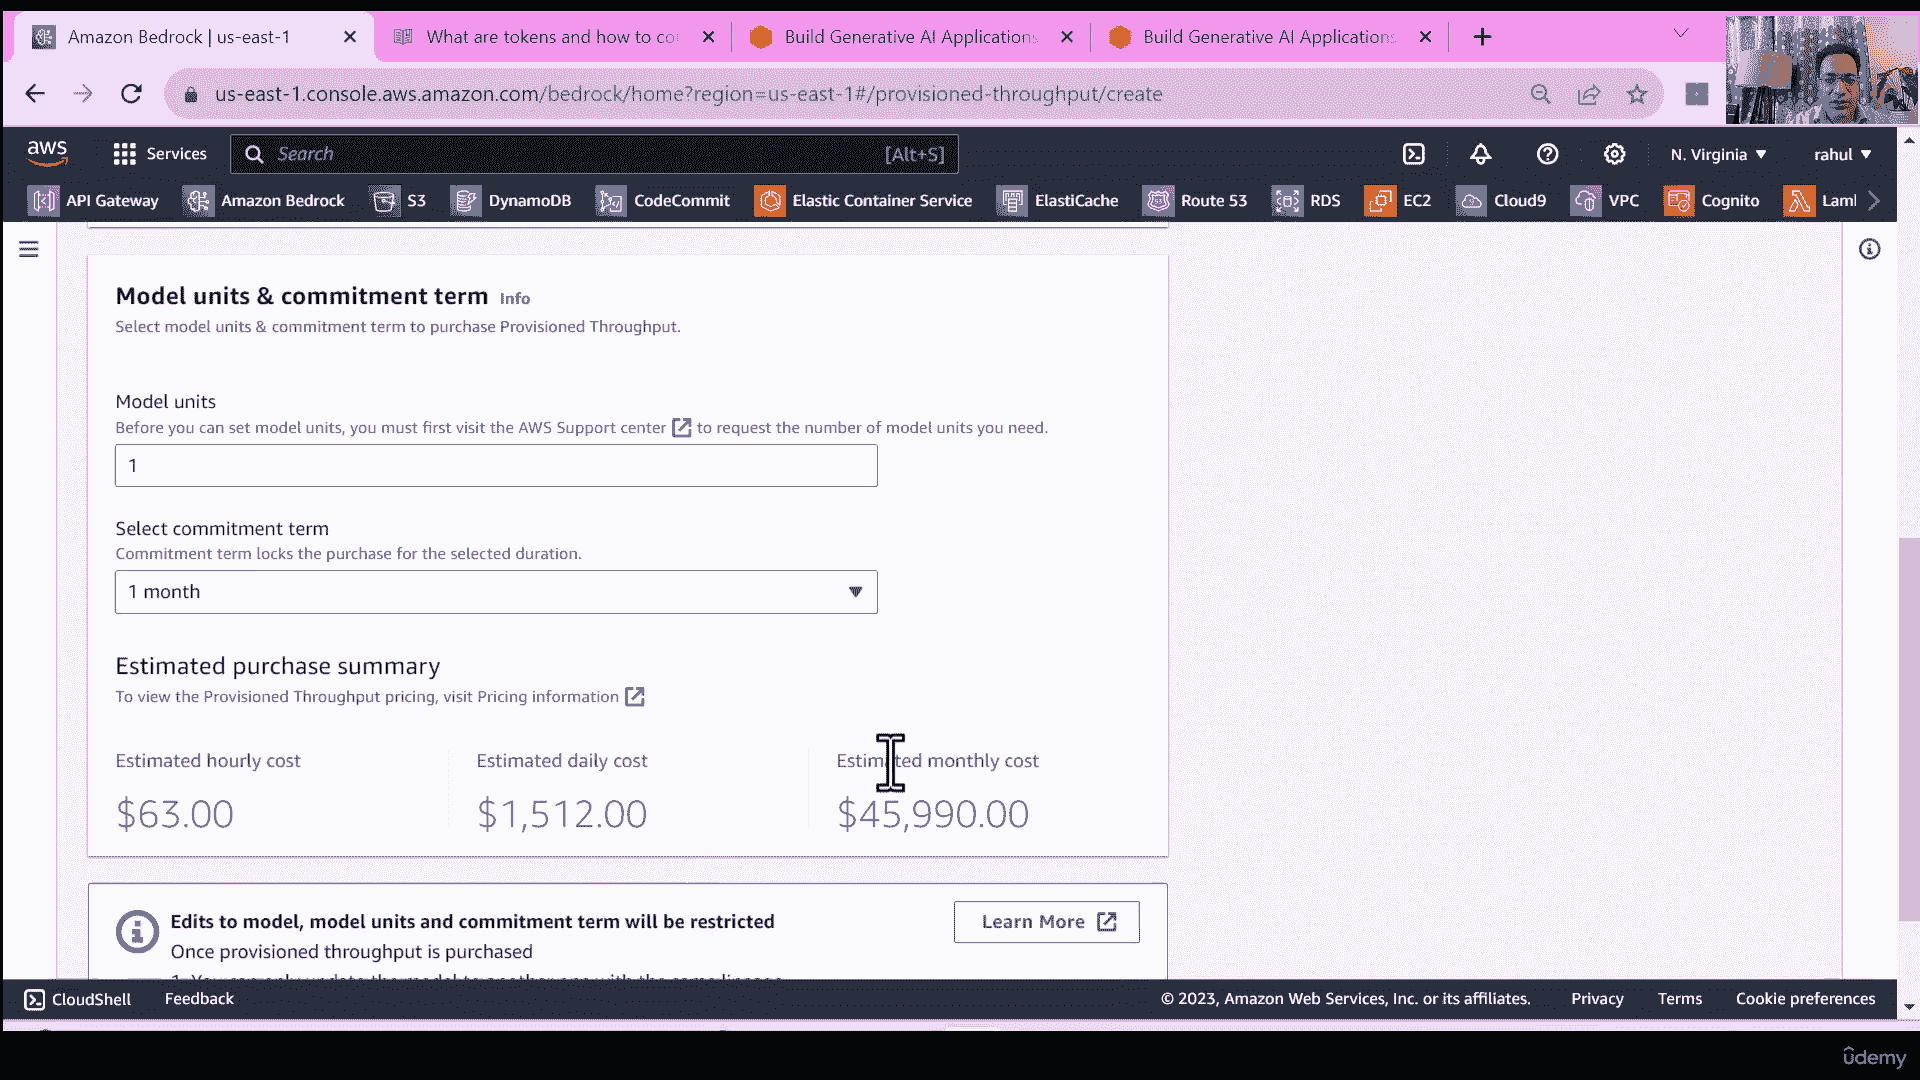 Amazon Bedrock | us-east-1
What are tokens and how to co
Build Generative AI Applications
Build Generative AI Applications
us-east-1.console.aws.amazon.com/bedrock/home?region=us-east-1#/provisioned-throughput/create
aws
Services
Search
[Alt+S]
N. Virginia
rahul
API Gateway
Amazon Bedrock
S3
DynamoDB
CodeCommit
Elastic Container Service
ElastiCache
Route 53
RDS
EC2
Cloud9
VPC
Cognito
Lam
Model units & commitment term Info
Select model units & commitment term to purchase Provisioned Throughput.
Model units
Before you can set model units, you must first visit the AWS Support center to request the number of model units you need.
1
Select commitment term
Commitment term locks the purchase for the selected duration.
1 month
Estimated purchase summary
To view the Provisioned Throughput pricing, visit Pricing information
Estimated hourly cost
$63.00
Estimated daily cost
$1,512.00
Estimated monthly cost
$45,990.00
Edits to model, model units and commitment term will be restricted
Learn More
Once provisioned throughput is purchased
CloudShell
Feedback
© 2023, Amazon Web Services, Inc. or its affiliates.
Privacy
Terms
Cookie preferences
ûdemy